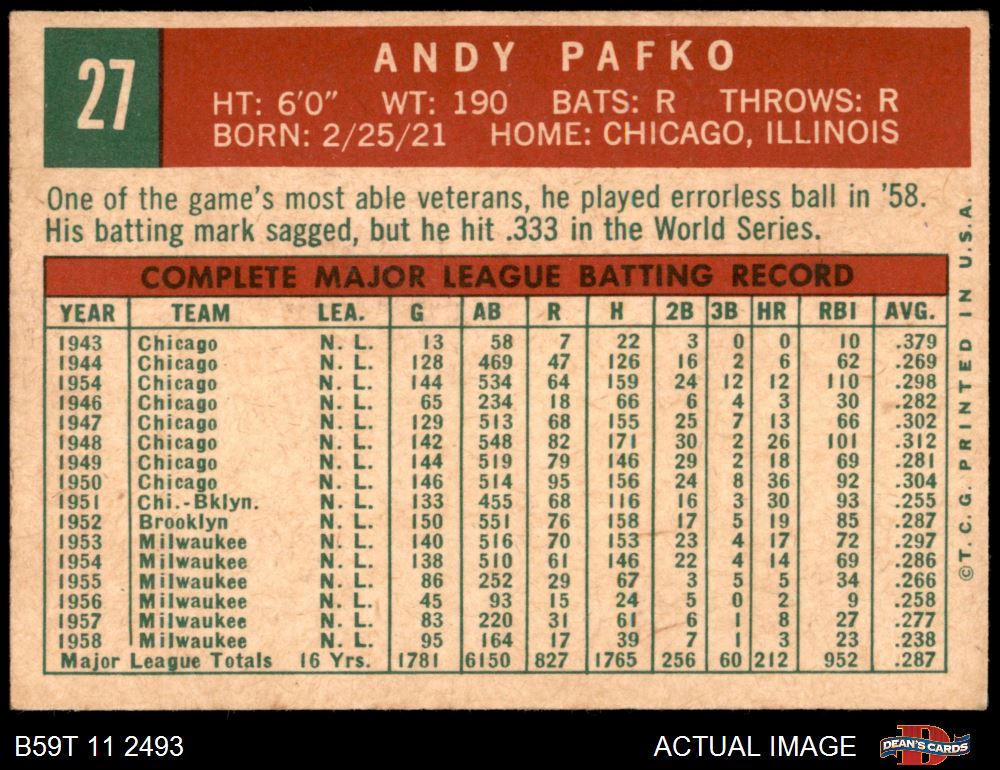 27
ANDY PAFKO
HT: 6'0" WT: 190 BATS: R THROWS: R
BORN: 2/25/21 HOME: CHICAGO, ILLINOIS
One of the game's most able veterans, he played errorless ball in '58.
His batting mark sagged, but he hit .333 in the World Series.
COMPLETE MAJOR LEAGUE BATTING RECORD
YEAR TEAM LEA. G AB R H 2B 3B HR RBI AVG.
1943 Chicago N. L. 13 58 7 22 3 0 0 10 .379
1944 Chicago N. L. 128 469 47 126 16 2 6 62 .269
1954 Chicago N. L. 144 534 64 159 24 12 12 110 .298
1946 Chicago N. L. 65 234 18 66 6 4 3 30 .282
1947 Chicago N. L. 129 513 68 155 25 7 13 66 .302
1948 Chicago N. L. 142 548 82 171 30 2 26 101 .312
1949 Chicago N. L. 144 519 79 146 29 2 18 69 .281
1950 Chicago N. L. 146 514 95 156 24 8 36 92 .304
1951 Chi.-Bklyn. N. L. 133 455 68 116 16 3 30 93 .255
1952 Brooklyn N. L. 150 551 76 158 17 5 19 85 .287
1953 Milwaukee N. L. 140 516 70 153 23 4 17 72 .297
1954 Milwaukee N. L. 138 510 61 146 22 4 14 69 .286
1955 Milwaukee N. L. 86 252 29 67 3 5 5 34 .266
1956 Milwaukee N. L. 45 93 15 24 5 0 2 9 .258
1957 Milwaukee N. L. 83 220 31 61 6 1 8 27 .277
1958 Milwaukee N. L. 95 164 17 39 7 1 3 23 .238
Major League Totals 16 Yrs. 1781 6150 827 1765 256 60 212 952 .287
© T. C. G. PRINTED IN U. S. A.
B59T 11 2493
ACTUAL IMAGE
D
DEAN'S CARDS